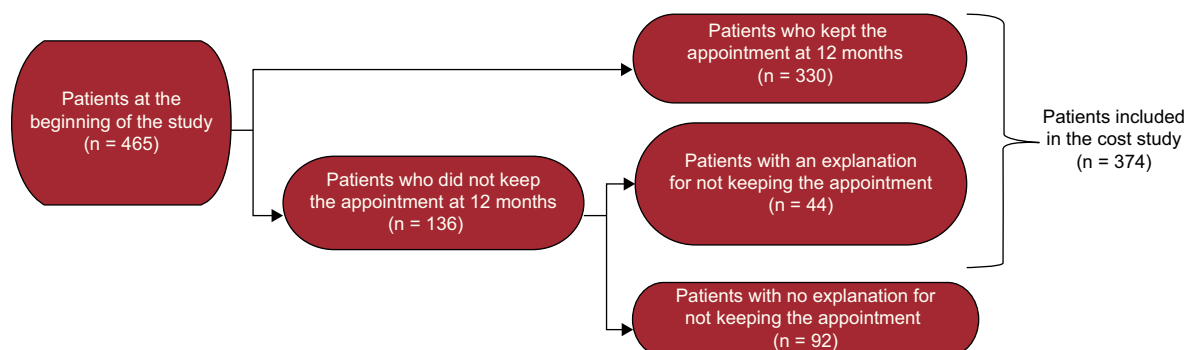 Patients at the
beginning of the study
(n = 465)
Patients who kept the
appointment at 12 months
(n = 330)
Patients who did not keep
the appointment at 12 months
(n = 136)
Patients with an explanation
for not keeping the appointment
(n = 44)
Patients with no explanation for
not keeping the appointment
(n = 92)
Patients included
in the cost study
(n = 374)